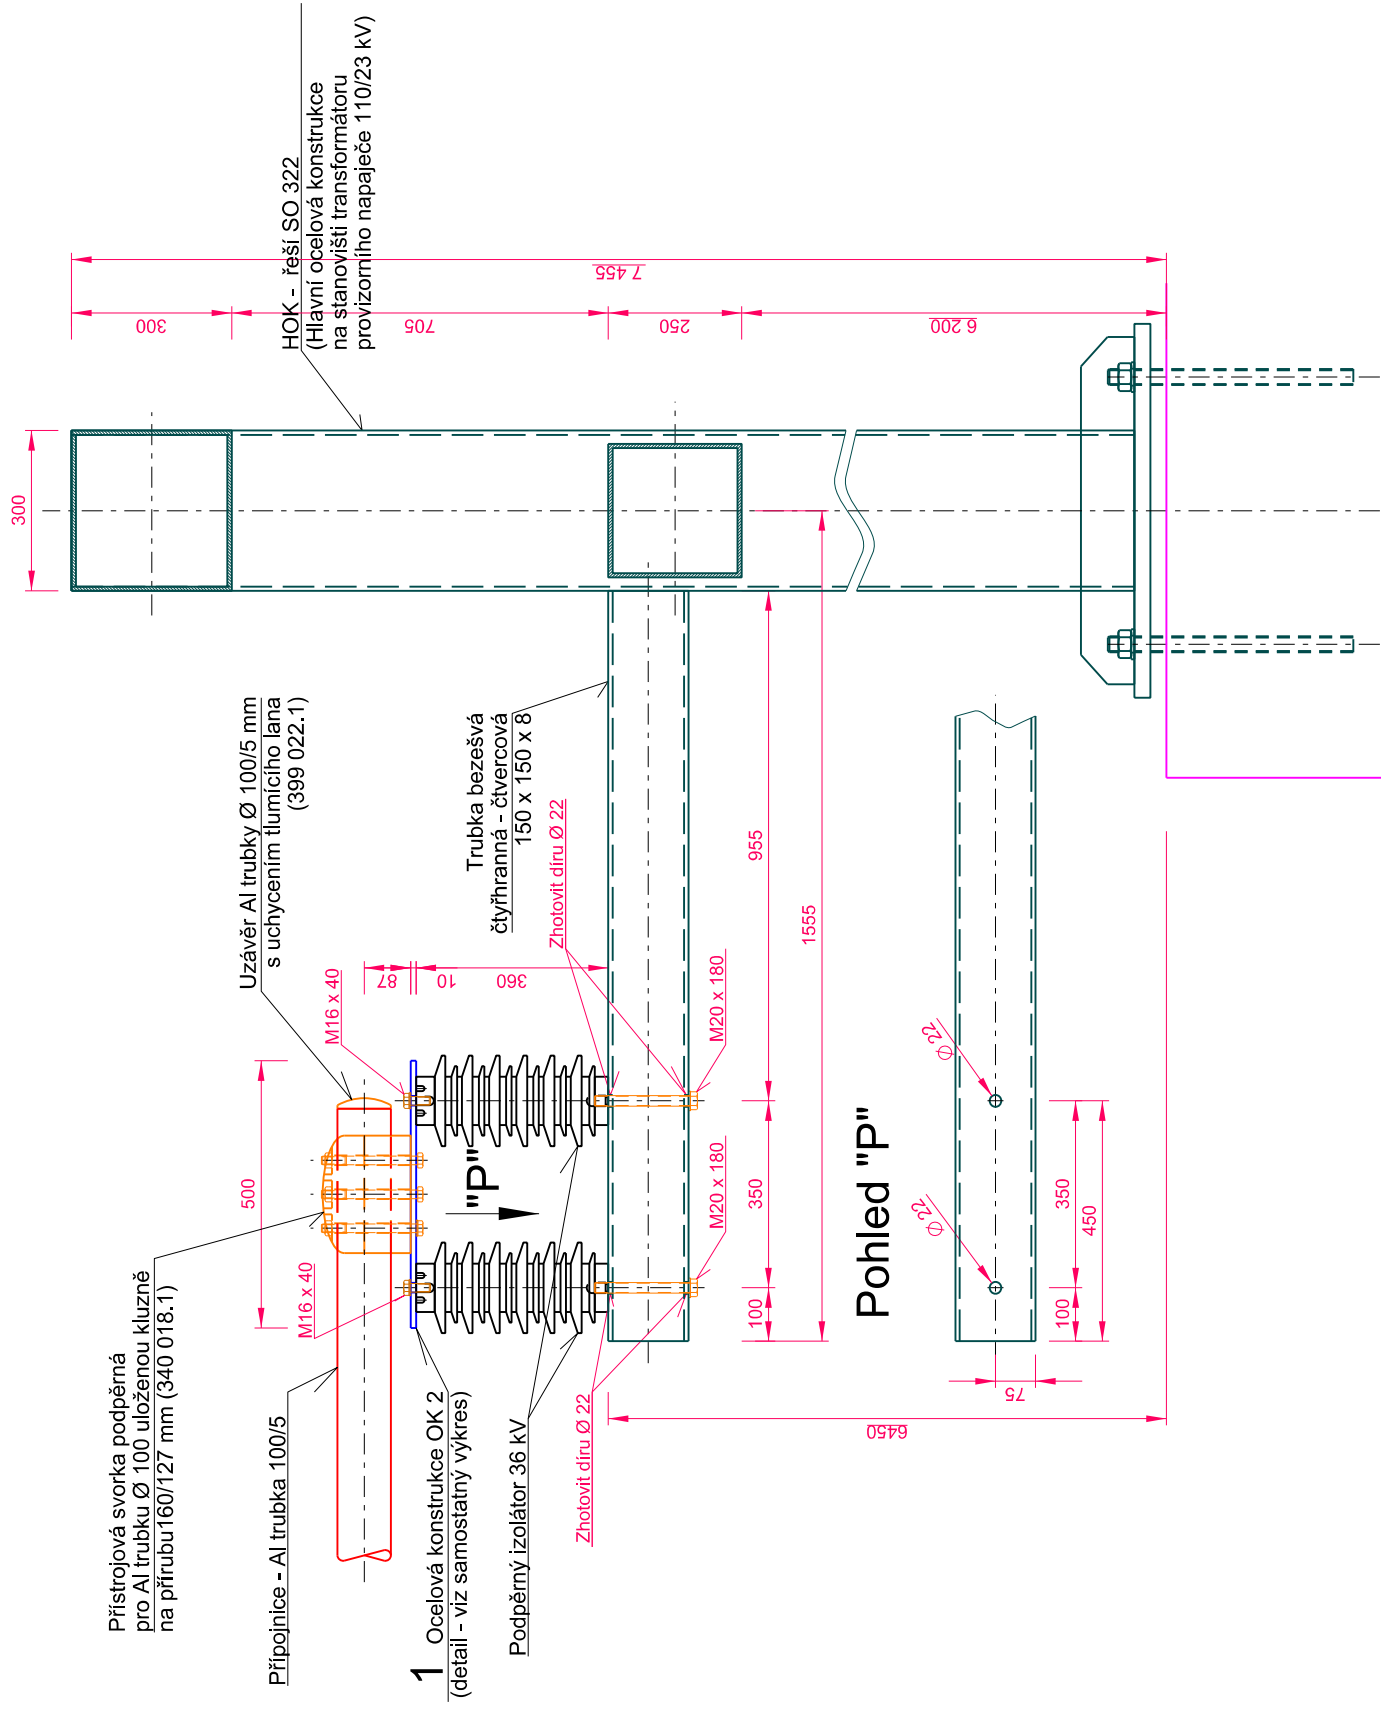 HOK - řeší SO 322
(Hlavní ocelová konstrukce
na stanovišti transformátoru
provizorního napaječe 110/23 kV)
7 455
300
705
250
6 200
300
Uzávěr Al trubky Ø 100/5 mm
s uchycením tlumícího lana
(399 022.1)
Trubka bezešvá
čtyřhranná - čtvercová
150 x 150 x 8
Zhotovit díru Ø 22
955
1555
M16 x 40
87
10
360
M20 x 180
500
"P"
M20 x 180
350
100
M16 x 40
Přístrojová svorka podpěrná
pro Al trubku Ø 100 uloženou kluzně
na přírubu160/127 mm (340 018.1)
Přípojnice - Al trubka 100/5
1
Ocelová konstrukce OK 2
(detail - viz samostatný výkres)
Podpěrný izolátor 36 kV
Zhotovit díru Ø 22
6450
Pohled "P"
Ø 22
Ø 22
350
450
100
75